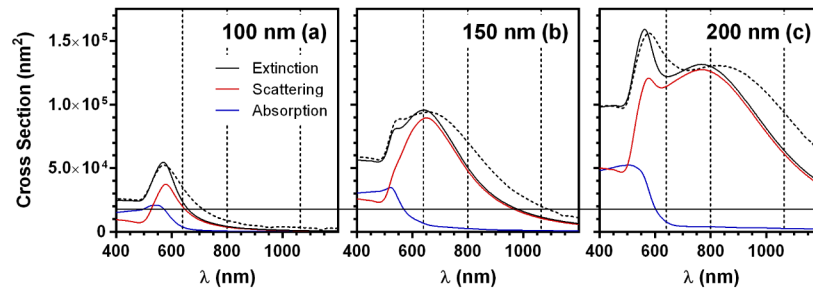 100 nm (a)
150 nm (b)
200 nm (c)
Extinction
Scattering
Absorption
Cross Section (nm²)
1.5×10⁵
1.0×10⁵
5.0×10⁴
0.0
400 600 800 1000
400 600 800 1000
400 600 800 1000
λ (nm)
λ (nm)
λ (nm)